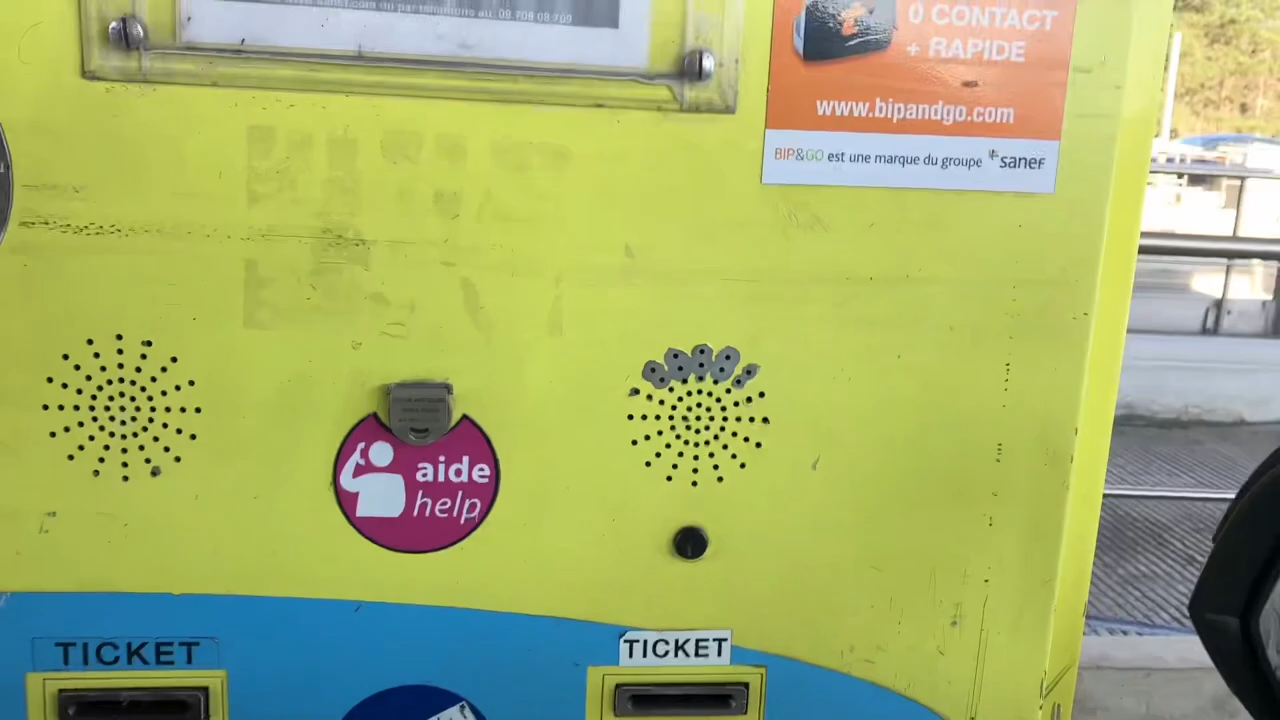 0 CONTACT
+ RAPIDE
www.bipandgo.com
BIP&GO est une marque du groupe sanef
aide
help
TICKET
TICKET